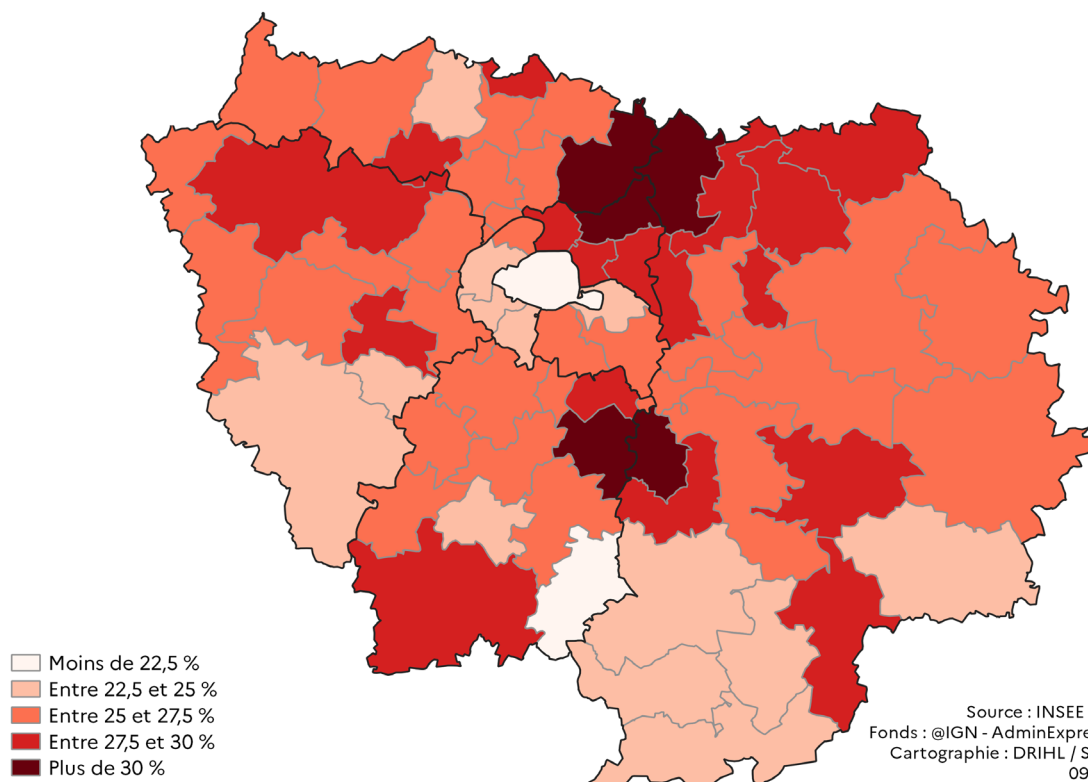 Moins de 22,5 %
Entre 22,5 et 25 %
Entre 25 et 27,5 %
Entre 27,5 et 30 %
Plus de 30 %
Source : INSEE
Fonds : @IGN - AdminExpre
Cartographie : DRIHL / S
09